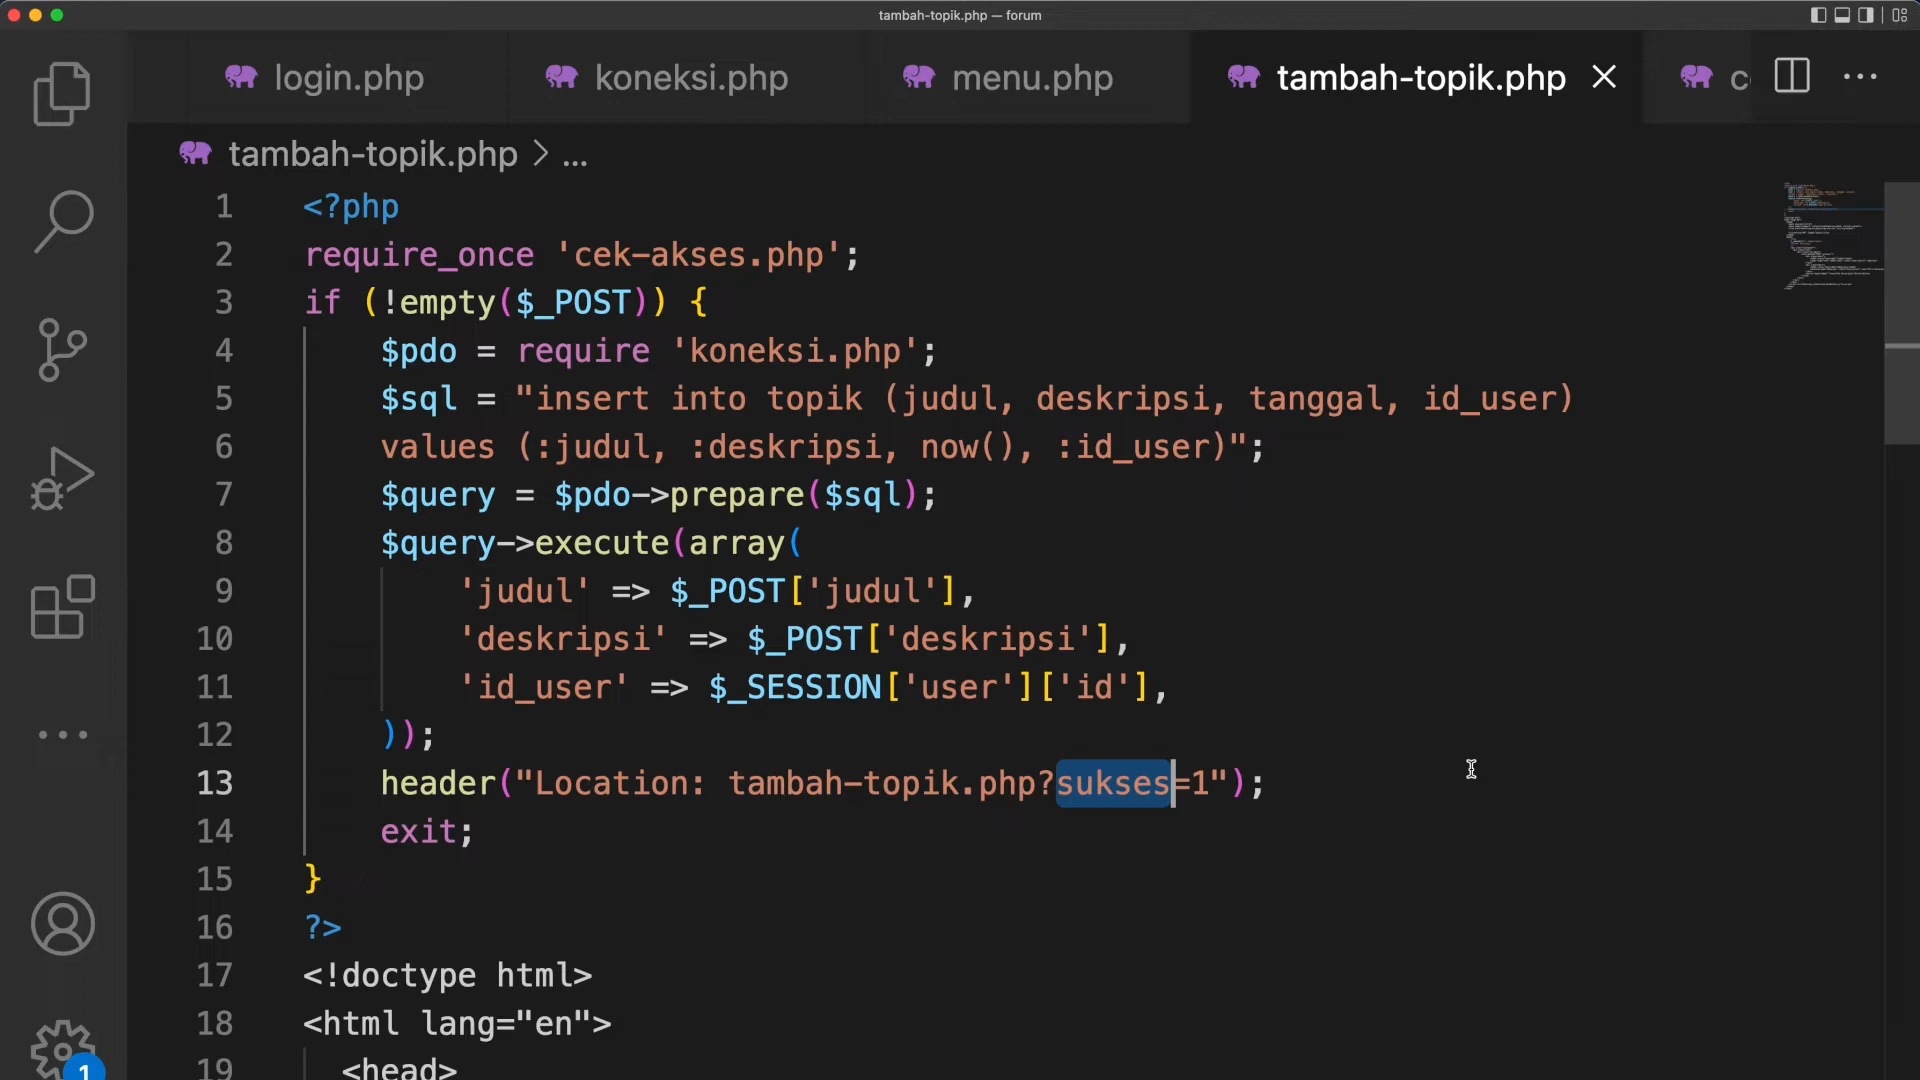 tambah-topik.php — forum
login.php
koneksi.php
menu.php
tambah-topik.php
c
tambah-topik.php > ...
1 <?php
2 require_once 'cek-akses.php';
3 if (!empty($_POST)) {
4 $pdo = require 'koneksi.php';
5 $sql = "insert into topik (judul, deskripsi, tanggal, id_user)
6 values (:judul, :deskripsi, now(), :id_user)";
7 $query = $pdo->prepare($sql);
8 $query->execute(array(
9 'judul' => $_POST['judul'],
10 'deskripsi' => $_POST['deskripsi'],
11 'id_user' => $_SESSION['user']['id'],
12 ));
13 header("Location: tambah-topik.php?sukses=1");
14 exit;
15 }
16 ?>
17 <!doctype html>
18 <html lang="en">
19 <head>
1